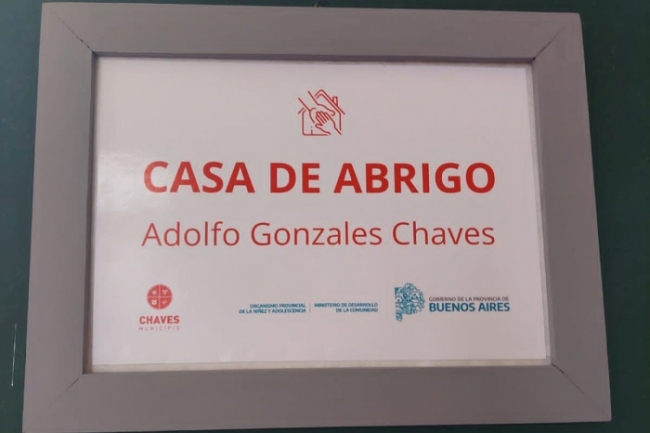 CASA DE ABRIGO
Adolfo Gonzales Chaves
CHAVES
MUNICIPIO
ORGANISMO PROVINCIAL
DE LA NIÑEZ Y ADOLESCENCIA
MINISTERIO DE DESARROLLO
DE LA COMUNIDAD
GOBIERNO DE LA PROVINCIA DE
BUENOS AIRES